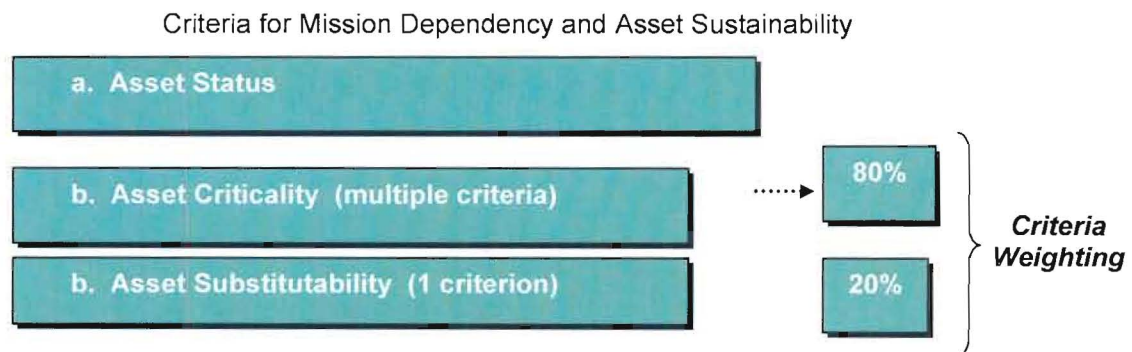 Criteria for Mission Dependency and Asset Sustainability
a. Asset Status
b. Asset Criticality (multiple criteria)
80%
b. Asset Substitutability (1 criterion)
20%
Criteria
Weighting